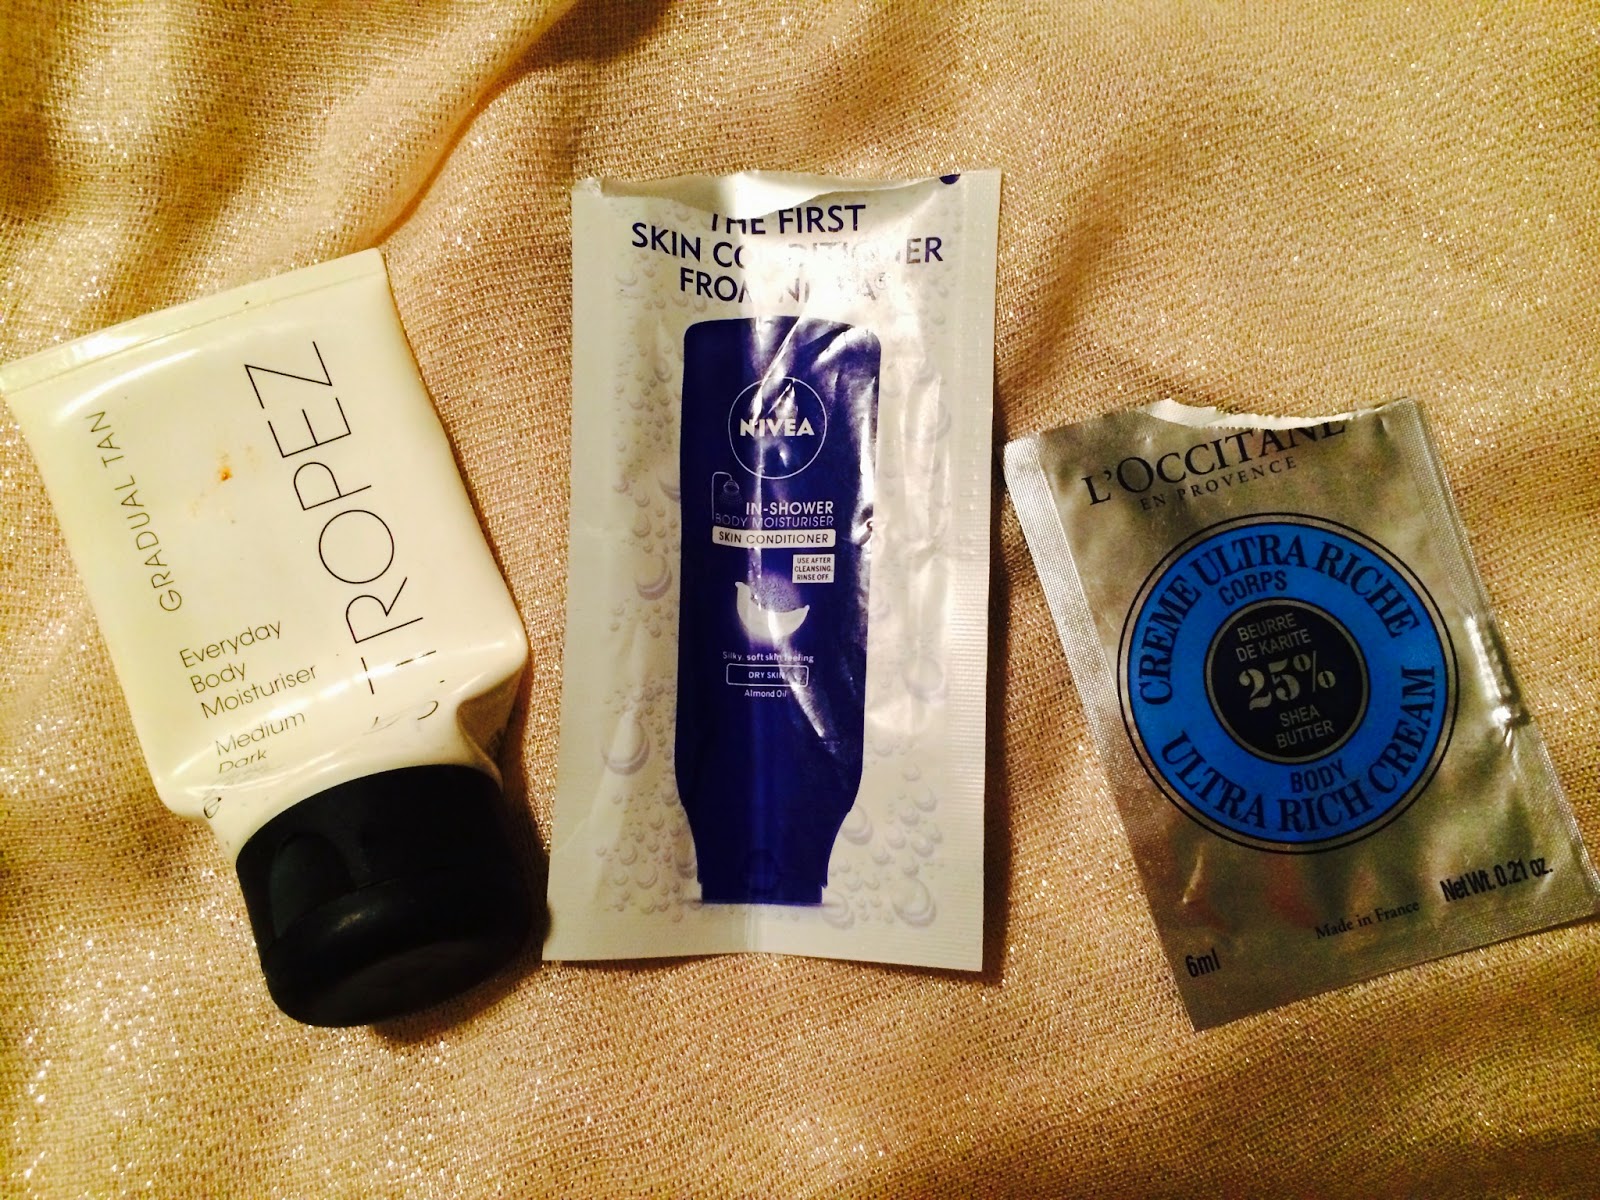 GRADUAL TAN
ROPEZ
Everyday
Body
Moisturiser
Medium
Dark
THE FIRST
SKIN CONDITIONER
FROM NIVEA
NIVEA
IN-SHOWER
BODY MOISTURISER
SKIN CONDITIONER
USE AFTER
CLEANSING.
RINSE OFF.
Silky, soft skin feeling
DRY SKIN
Almond Oil
L'OCCITANE
EN PROVENCE
CREME ULTRA RICHE
CORPS
BEURRE
DE KARITE
25%
SHEA
BUTTER
BODY
ULTRA RICH CREAM
6ml
Made in France
Net Wt. 0.21 oz.